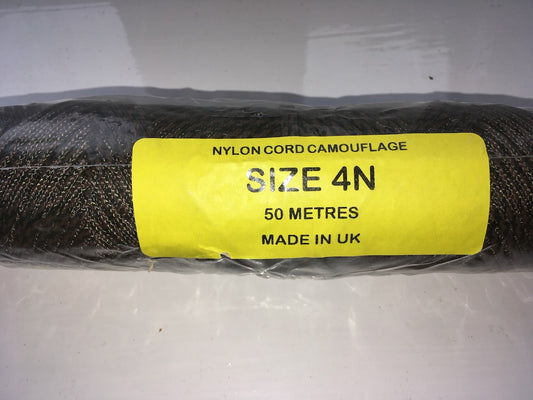 NYLON CORD CAMOUFLAGE
SIZE 4N
50 METRES
MADE IN UK